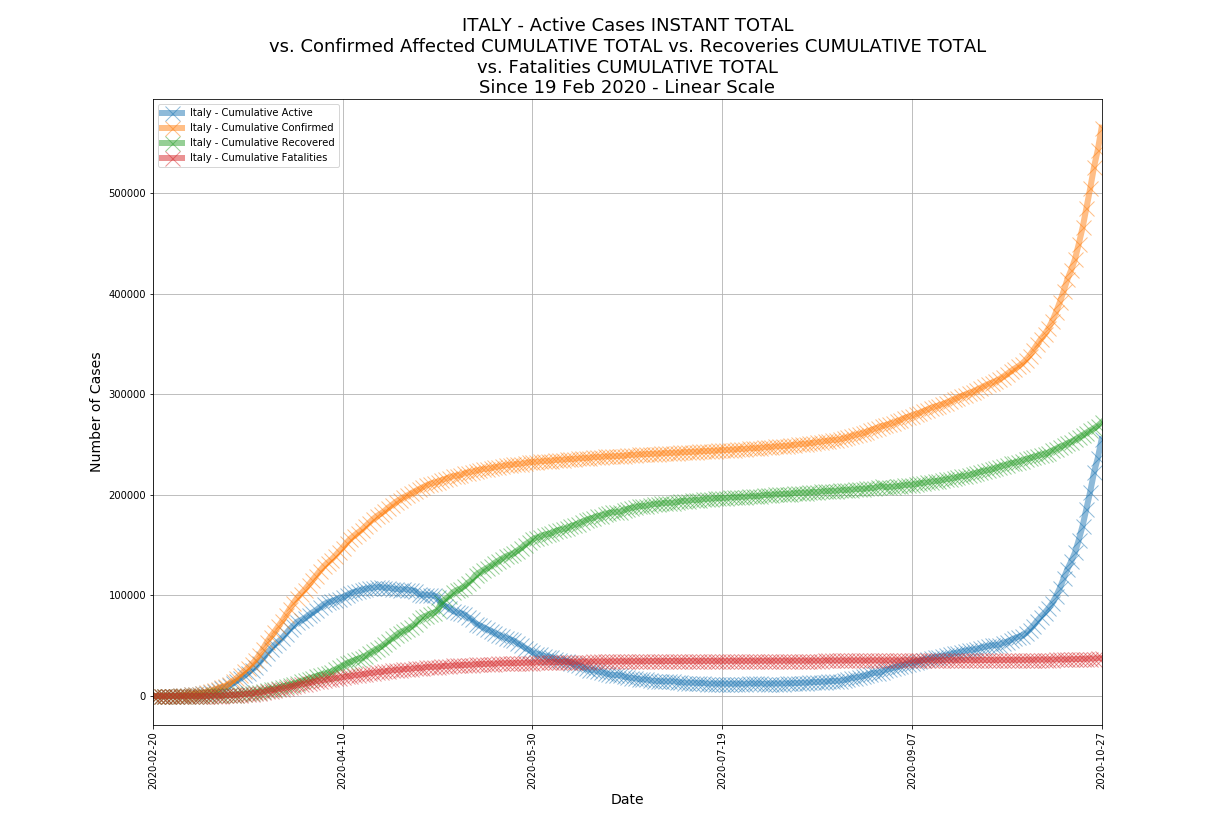 ITALY - Active Cases INSTANT TOTAL
vs. Confirmed Affected CUMULATIVE TOTAL vs. Recoveries CUMULATIVE TOTAL
vs. Fatalities CUMULATIVE TOTAL
Since 19 Feb 2020 - Linear Scale
Italy - Cumulative Active
Italy - Cumulative Confirmed
Italy - Cumulative Recovered
Italy - Cumulative Fatalities
Number of Cases
500000
400000
300000
200000
100000
0
2020-02-20
2020-04-10
2020-05-30
2020-07-19
2020-09-07
2020-10-27
Date